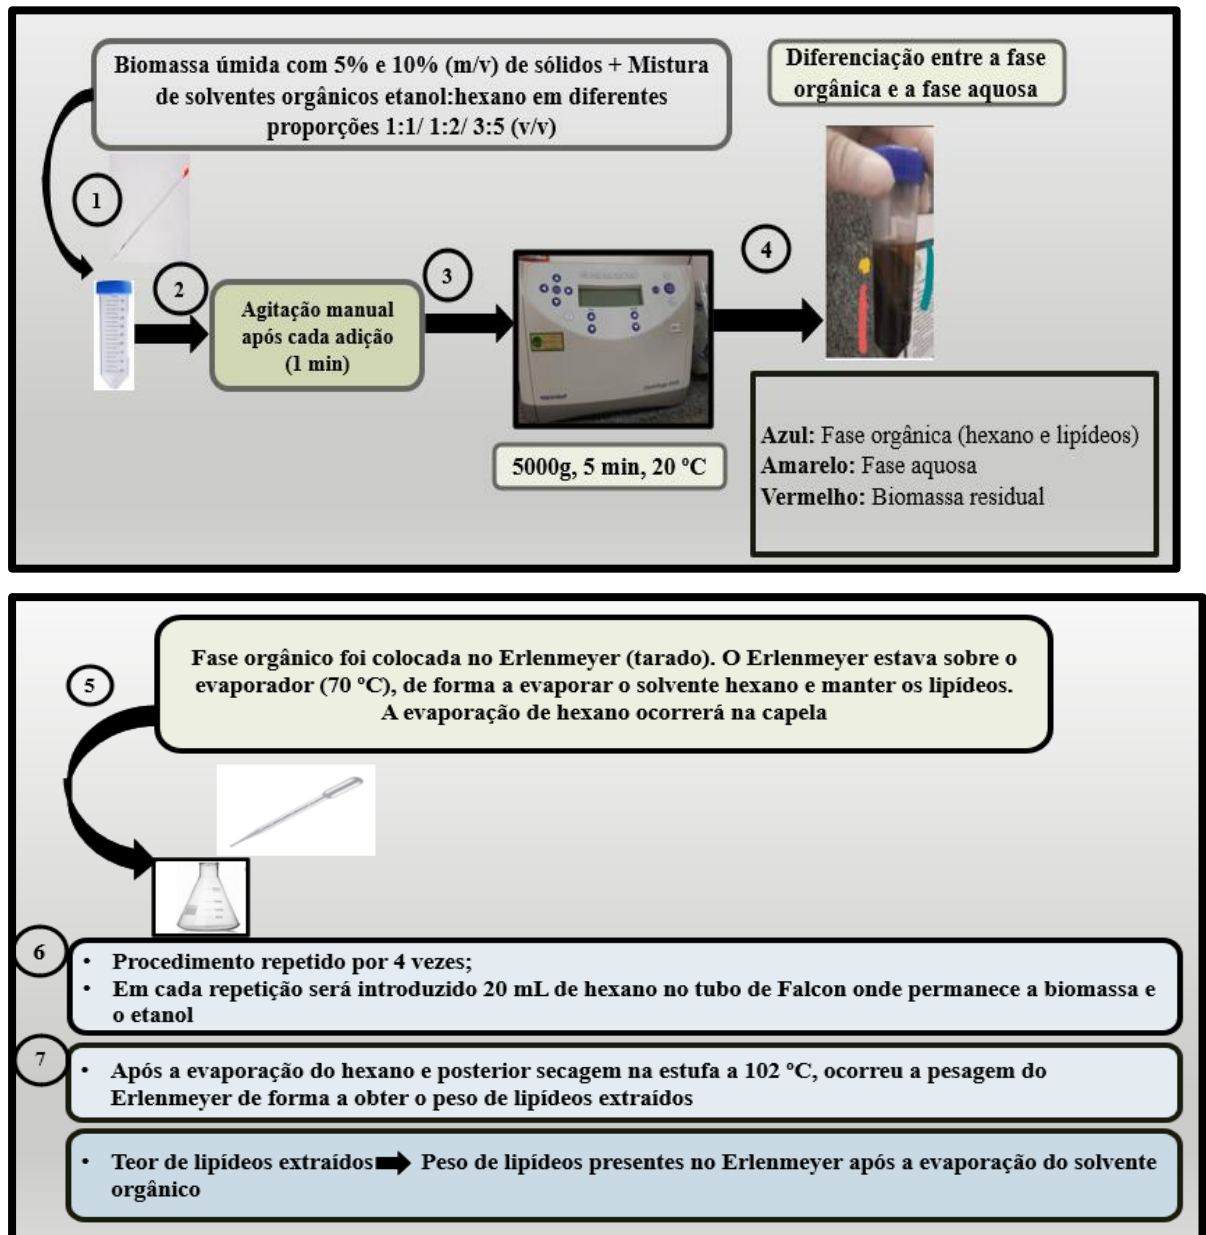 Biomassa úmida com 5% e 10% (m/v) de sólidos + Mistura
de solventes orgânicos etanol:hexano em diferentes
proporções 1:1/ 1:2/ 3:5 (v/v)
Diferenciação entre a fase
orgânica e a fase aquosa
1
2
Agitação manual
após cada adição
(1 min)
3
5000g, 5 min, 20 ºC
4
Azul: Fase orgânica (hexano e lipídeos)
Amarelo: Fase aquosa
Vermelho: Biomassa residual
5
Fase orgânico foi colocada no Erlenmeyer (tarado). O Erlenmeyer estava sobre o
evaporador (70 ºC), de forma a evaporar o solvente hexano e manter os lipídeos.
A evaporação de hexano ocorrerá na capela
6
• Procedimento repetido por 4 vezes;
• Em cada repetição será introduzido 20 mL de hexano no tubo de Falcon onde permanece a biomassa e
o etanol
7
• Após a evaporação do hexano e posterior secagem na estufa a 102 ºC, ocorreu a pesagem do
Erlenmeyer de forma a obter o peso de lipídeos extraídos
• Teor de lipídeos extraídos ➡ Peso de lipídeos presentes no Erlenmeyer após a evaporação do solvente
orgânico